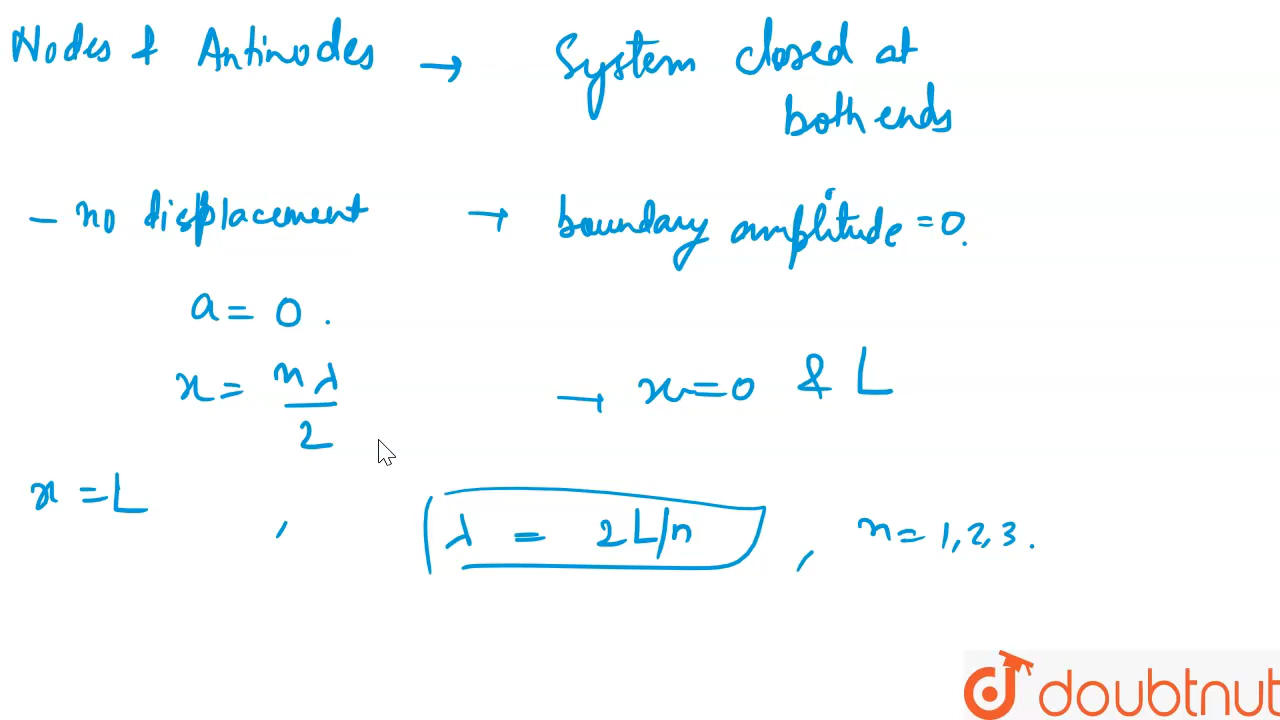 Nodes & Antinodes → System closed at
both ends
- no displacement → boundary amplitude = 0.
a = 0.
x = nλ/2 → x = 0 & L
x = L , λ = 2L/n , n = 1, 2, 3.
doubtnut